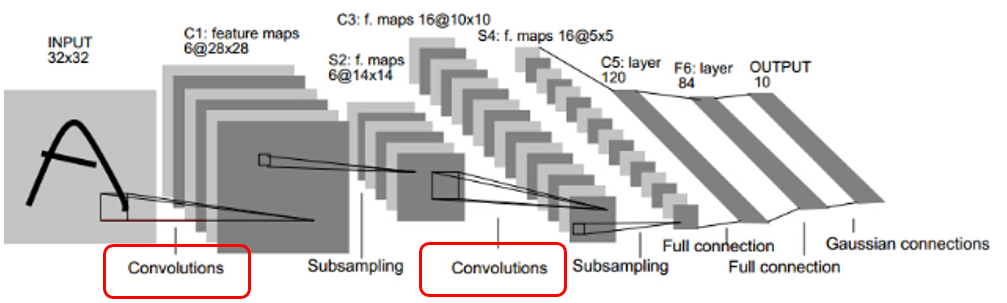 INPUT
32x32
C1: feature maps
6@28x28
S2: f. maps
6@14x14
C3: f. maps 16@10x10
S4: f. maps 16@5x5
C5: layer
120
F6: layer
84
OUTPUT
10
Convolutions
Subsampling
Convolutions
Subsampling
Full connection
Full connection
Gaussian connections